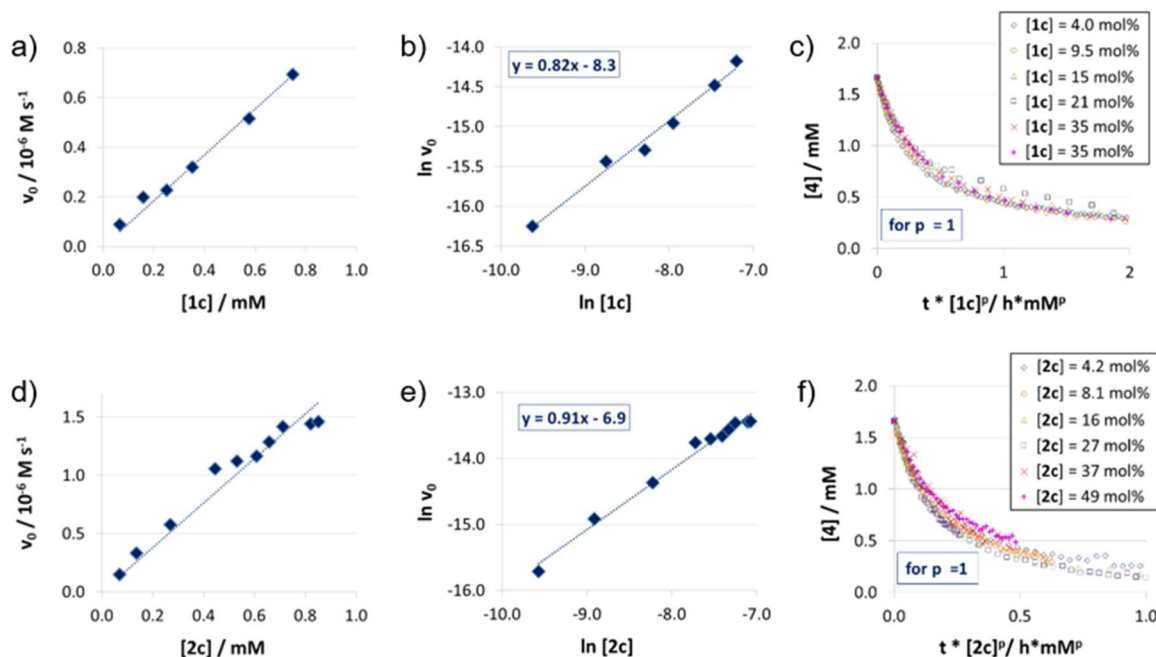 a)
v₀ / 10⁻⁶ M s⁻¹
0.8
0.6
0.4
0.2
0.0
0.0 0.2 0.4 0.6 0.8 1.0
[1c] / mM
b)
ln v₀
-14.0
-14.5
-15.0
-15.5
-16.0
-16.5
y = 0.82x - 8.3
-10.0 -9.0 -8.0 -7.0
ln [1c]
c)
[4] / mM
2.0
1.5
1.0
0.5
0.0
[1c] = 4.0 mol%
[1c] = 9.5 mol%
[1c] = 15 mol%
[1c] = 21 mol%
[1c] = 35 mol%
[1c] = 35 mol%
for p = 1
0 1 2
t * [1c]ᵖ/ h*mMᵖ
d)
v₀ / 10⁻⁶ M s⁻¹
1.5
1.0
0.5
0.0
0.0 0.2 0.4 0.6 0.8 1.0
[2c] / mM
e)
ln v₀
-13.0
-14.0
-15.0
-16.0
y = 0.91x - 6.9
-10.0 -9.0 -8.0 -7.0
ln [2c]
f)
[4] / mM
2.0
1.5
1.0
0.5
0.0
[2c] = 4.2 mol%
[2c] = 8.1 mol%
[2c] = 16 mol%
[2c] = 27 mol%
[2c] = 37 mol%
[2c] = 49 mol%
for p =1
0.0 0.5 1.0
t * [2c]ᵖ/ h*mMᵖ